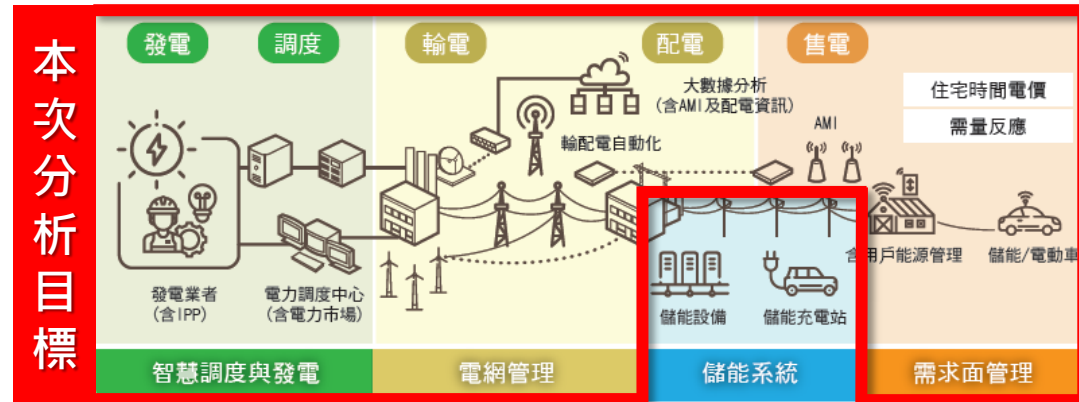 本次分析目標
發電
調度
輸電
配電
售電
大數據分析
(含AMI及配電資訊)
住宅時間電價
需量反應
AMI
輸配電自動化
發電業者
(含IPP)
電力調度中心
(含電力市場)
儲能設備
儲能充電站
含用戶能源管理
儲能/電動車
智慧調度與發電
電網管理
儲能系統
需求面管理